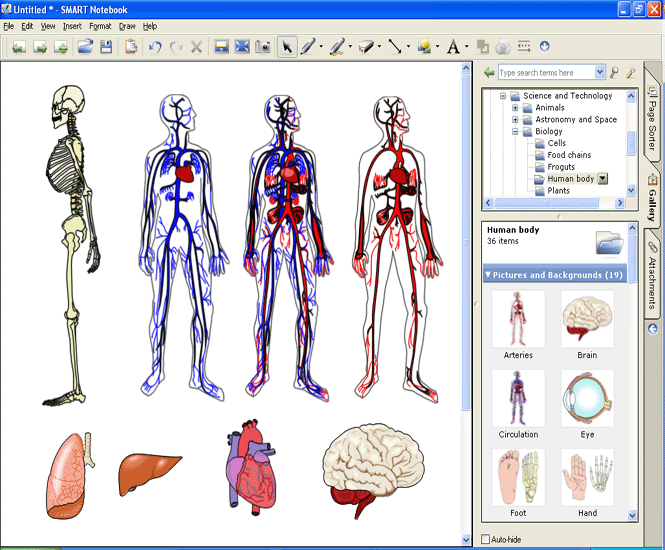 Untitled * - SMART Notebook
File Edit View Insert Format Draw Help
Type search terms here
Science and Technology
Animals
Astronomy and Space
Biology
Cells
Food chains
Froguts
Human body
Plants
Page Sorter
Gallery
Attachments
Human body
36 items
Pictures and Backgrounds (19)
Arteries Brain
Circulation Eye
Foot Hand
Auto-hide